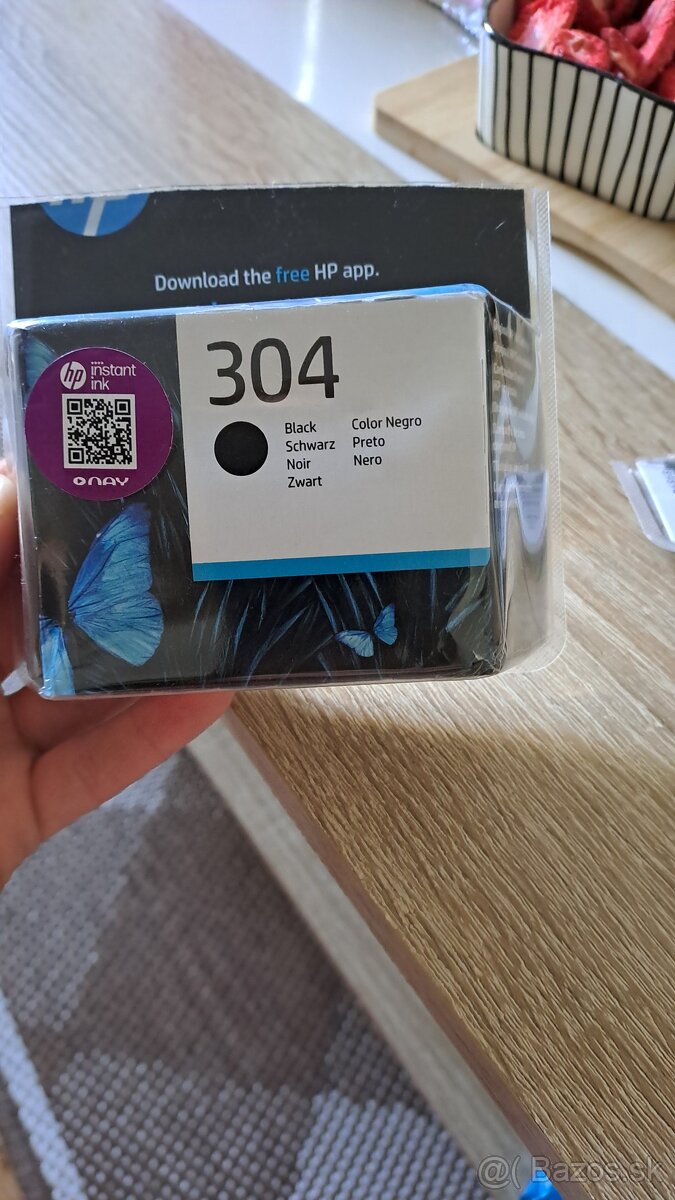 hp
Download the free HP app.
304
hp instant
ink
NAY
Black
Schwarz
Noir
Zwart
Color Negro
Preto
Nero
@( Bazos.sk